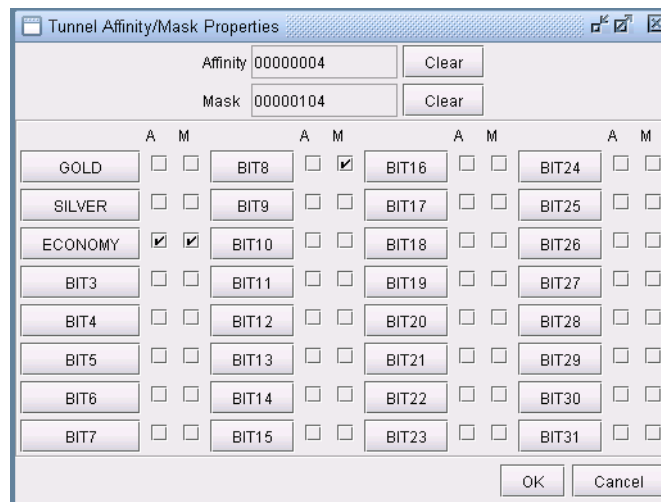 Tunnel Affinity/Mask Properties
Affinity 00000004 Clear
Mask 00000104 Clear
A M A M A M A M
GOLD BIT8 BIT16 BIT24
SILVER BIT9 BIT17 BIT25
ECONOMY BIT10 BIT18 BIT26
BIT3 BIT11 BIT19 BIT27
BIT4 BIT12 BIT20 BIT28
BIT5 BIT13 BIT21 BIT29
BIT6 BIT14 BIT22 BIT30
BIT7 BIT15 BIT23 BIT31
OK Cancel